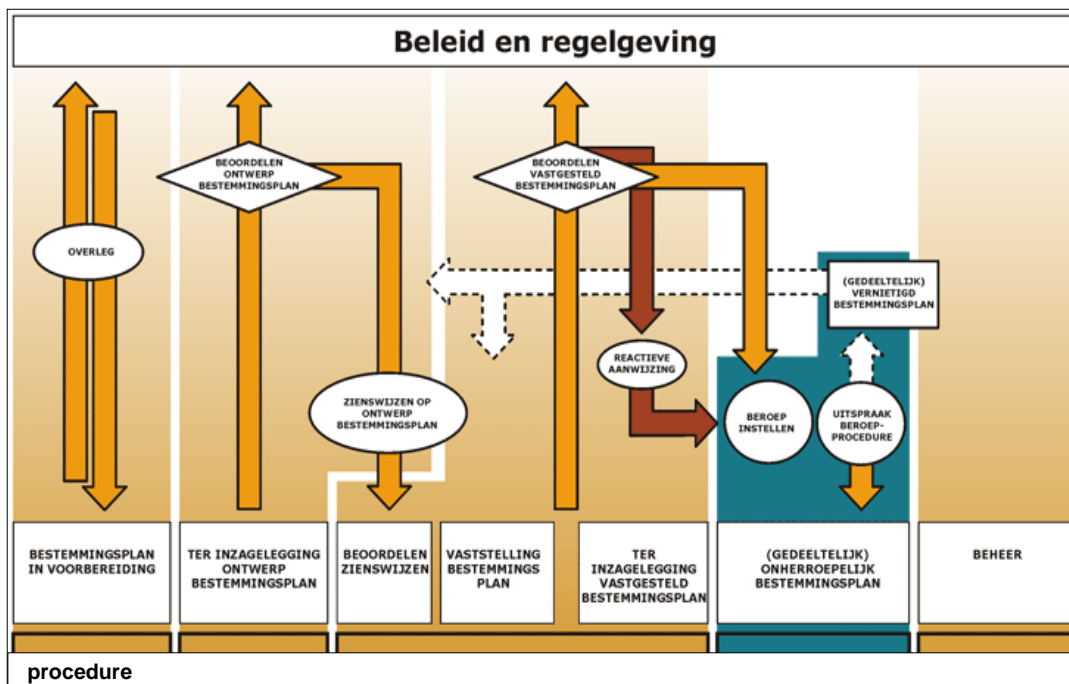 Beleid en regelgeving
OVERLEG
BEOORDELEN
ONTWERP
BESTEMMINGSPLAN
ZIENSWIJZEN OP
ONTWERP
BESTEMMINGSPLAN
BEOORDELEN
VASTGESTELD
BESTEMMINGSPLAN
REACTIEVE
AANWIJZING
BEROEP
INSTELLEN
(GEDEELTELIJK)
VERNIETIGD
BESTEMMINGSPLAN
UITSPRAAK
BEROEP-
PROCEDURE
BESTEMMINGSPLAN
IN VOORBEREIDING
TER INZAGELEGGING
ONTWERP
BESTEMMINGSPLAN
BEOORDELEN
ZIENSWIJZEN
VASTSTELLING
BESTEMMINGS
PLAN
TER
INZAGELEGGING
VASTGESTELD
BESTEMMINGSPLAN
(GEDEELTELIJK)
ONHERROEPELIJK
BESTEMMINGSPLAN
BEHEER
procedure